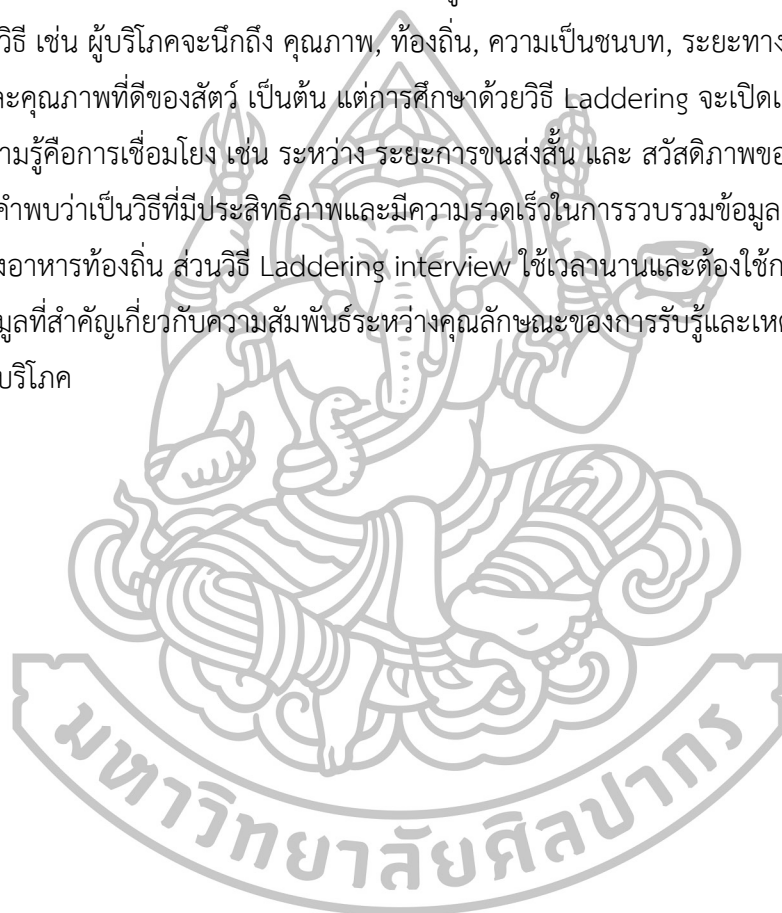 วิธี เช่น ผู้บริโภคจะนึกถึง คุณภาพ, ท้องถิ่น, ความเป็นชนบท, ระยะทาง
ละคุณภาพที่ดีของสัตว์ เป็นต้น แต่การศึกษาด้วยวิธี Laddering จะเปิดเ
ามรู้คือการเชื่อมโยง เช่น ระหว่าง ระยะการขนส่งสั้น และ สวัสดิภาพขอ
คำพบว่าเป็นวิธีที่มีประสิทธิภาพและมีความรวดเร็วในการรวบรวมข้อมูล
งอาหารท้องถิ่น ส่วนวิธี Laddering interview ใช้เวลานานและต้องใช้ก
มูลที่สำคัญเกี่ยวกับความสัมพันธ์ระหว่างคุณลักษณะของการรับรู้และเหต
บริโภค
มหาวิทยาลัยศิลปากร